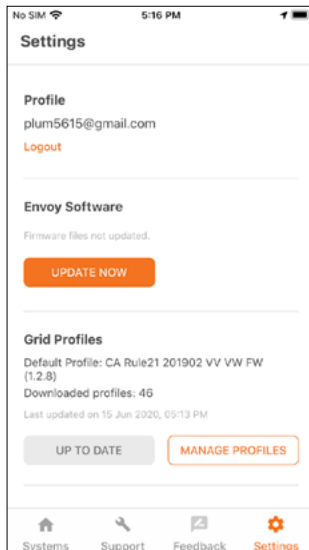 No SIM 5:16 PM
Settings
Profile
plum5615@gmail.com
Logout
Envoy Software
Firmware files not updated.
UPDATE NOW
Grid Profiles
Default Profile: CA Rule21 201902 VV VW FW
(1.2.8)
Downloaded profiles: 46
Last updated on 15 Jun 2020, 05:13 PM
UP TO DATE MANAGE PROFILES
Systems Support Feedback Settings